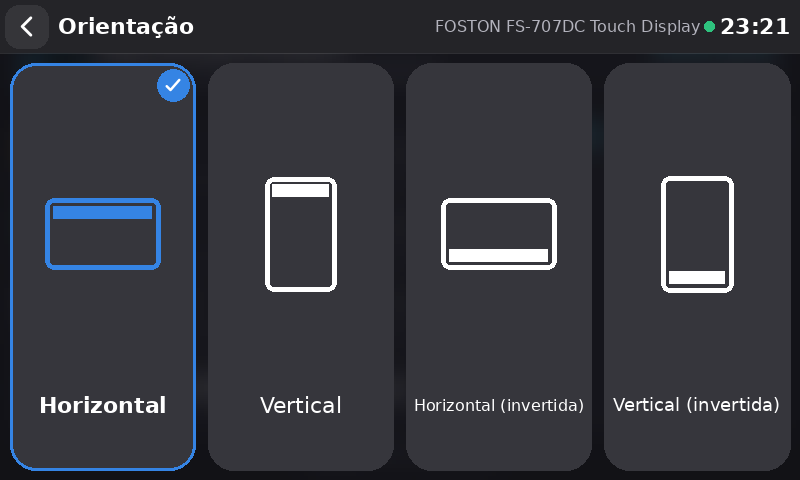 Orientação
FOSTON FS-707DC Touch Display
23:21
Horizontal
Vertical
Horizontal (invertida)
Vertical (invertida)